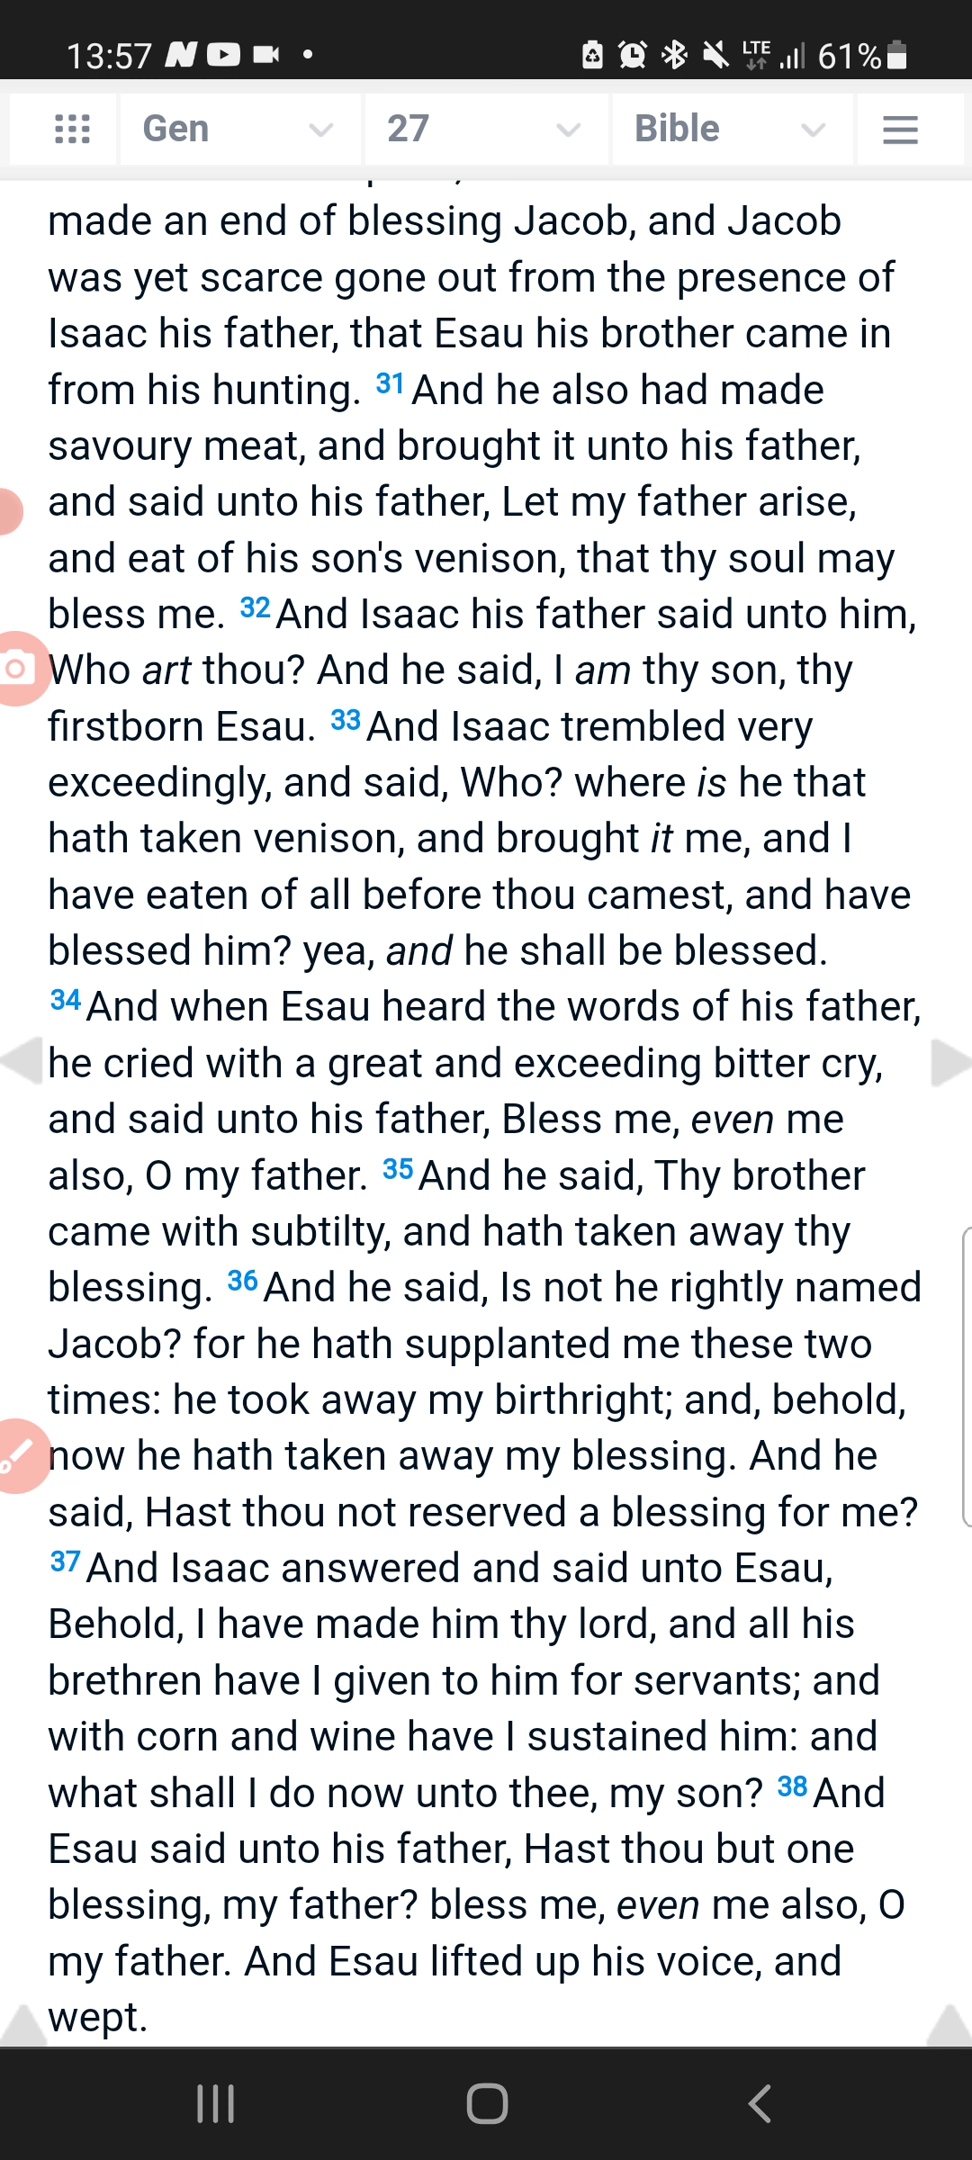 13:57 LTE 61%
Gen 27 Bible
made an end of blessing Jacob, and Jacob
was yet scarce gone out from the presence of
Isaac his father, that Esau his brother came in
from his hunting. 31 And he also had made
savoury meat, and brought it unto his father,
and said unto his father, Let my father arise,
and eat of his son's venison, that thy soul may
bless me. 32 And Isaac his father said unto him,
Who art thou? And he said, I am thy son, thy
firstborn Esau. 33 And Isaac trembled very
exceedingly, and said, Who? where is he that
hath taken venison, and brought it me, and I
have eaten of all before thou camest, and have
blessed him? yea, and he shall be blessed.
34 And when Esau heard the words of his father,
he cried with a great and exceeding bitter cry,
and said unto his father, Bless me, even me
also, O my father. 35 And he said, Thy brother
came with subtilty, and hath taken away thy
blessing. 36 And he said, Is not he rightly named
Jacob? for he hath supplanted me these two
times: he took away my birthright; and, behold,
now he hath taken away my blessing. And he
said, Hast thou not reserved a blessing for me?
37 And Isaac answered and said unto Esau,
Behold, I have made him thy lord, and all his
brethren have I given to him for servants; and
with corn and wine have I sustained him: and
what shall I do now unto thee, my son? 38 And
Esau said unto his father, Hast thou but one
blessing, my father? bless me, even me also, O
my father. And Esau lifted up his voice, and
wept.